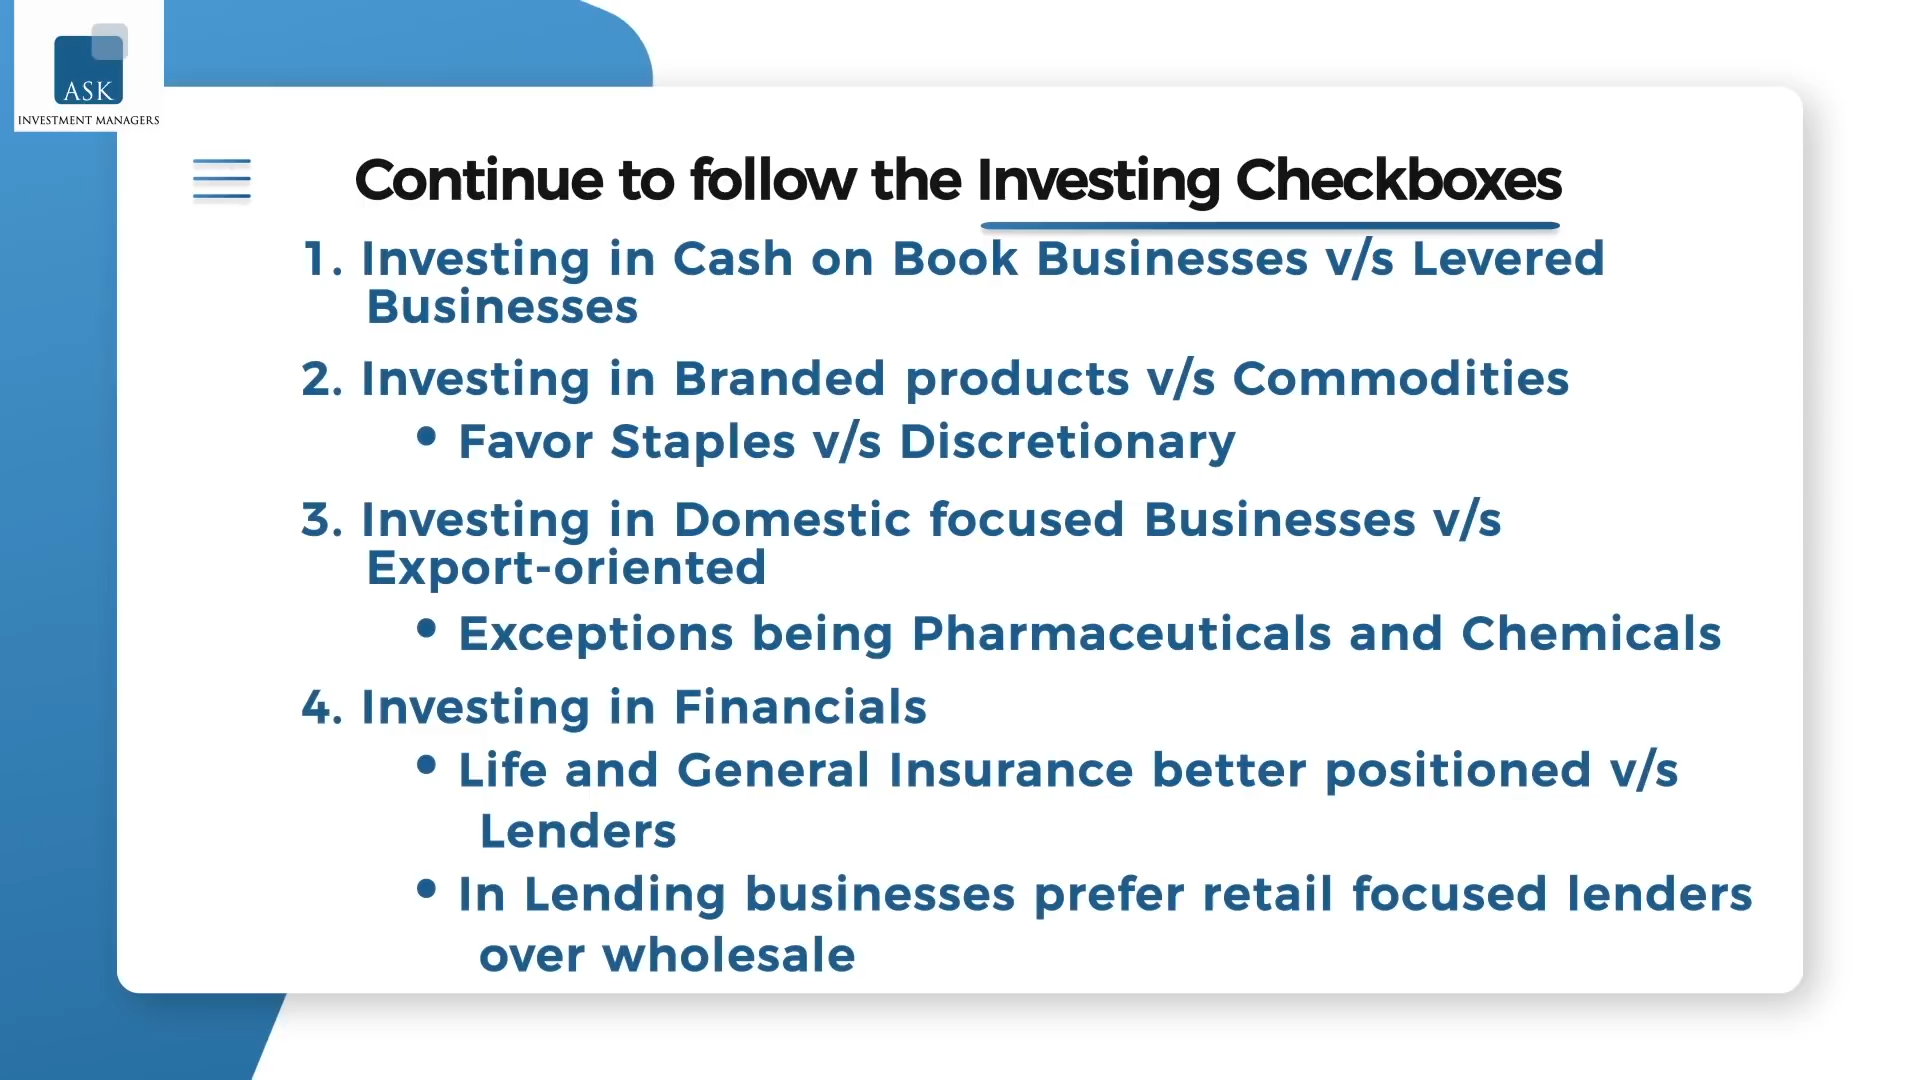 ASK
INVESTMENT MANAGERS
Continue to follow the Investing Checkboxes
1. Investing in Cash on Book Businesses v/s Levered
Businesses
2. Investing in Branded products v/s Commodities
• Favor Staples v/s Discretionary
3. Investing in Domestic focused Businesses v/s
Export-oriented
• Exceptions being Pharmaceuticals and Chemicals
4. Investing in Financials
• Life and General Insurance better positioned v/s
Lenders
• In Lending businesses prefer retail focused lenders
over wholesale